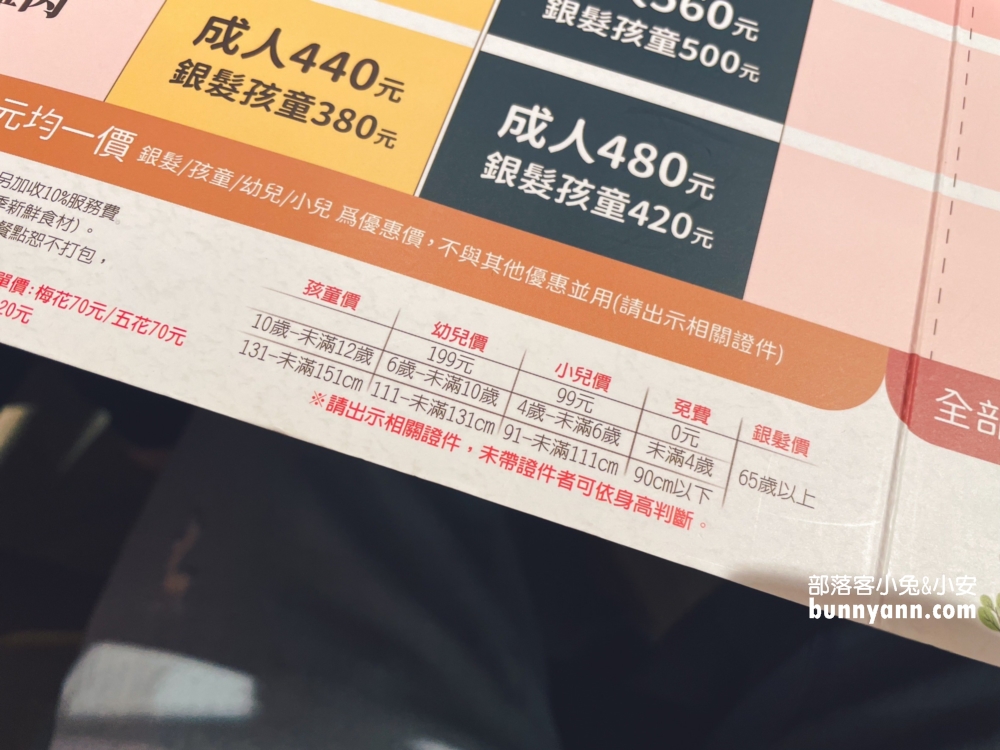 成人440元
銀髮孩童380元
560元
銀髮孩童500元
成人480元
銀髮孩童420元
元均一價 銀髮/孩童/幼兒/小兒 爲優惠價，不與其他優惠並用(請出示相關證件)
另加收10%服務費
季新鮮食材)。
餐點恕不打包，
單價:梅花70元/五花70元
20元
孩童價 幼兒價 小兒價 免費 銀髮價
199元 99元 0元
10歲-未滿12歲 6歲-未滿10歲 4歲-未滿6歲 未滿4歲 65歲以上
131-未滿151cm 111-未滿131cm 91-未滿111cm 90cm以下
※請出示相關證件，未帶證件者可依身高判斷。
全部
部落客小兔&小安
bunnyann.com